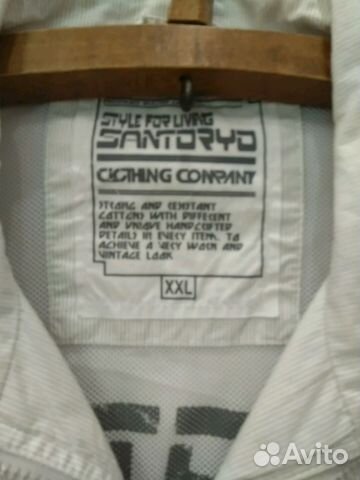 STYLE FOR LIVING
SANTORYO
CLOTHING COMPANY
STRONG AND RESISTANT
COTTONS WITH DIFFERENT
AND UNIQUE HANDCRAFTED
DETAILS IN EVERY ITEM. TO
ACHIEVE A VERY WORN AND
VINTAGE LOOK
XXL
Avito